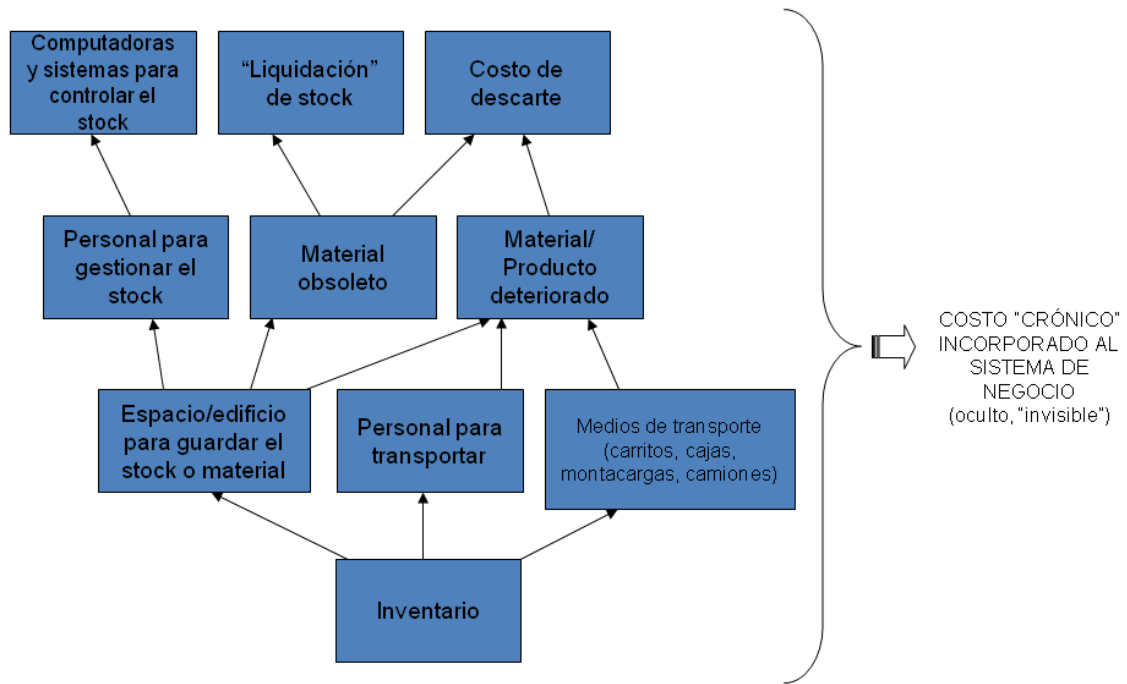 Computadoras
y sistemas para
controlar el
stock
“Liquidación”
de stock
Costo de
descarte
Personal para
gestionar el
stock
Material
obsoleto
Material/
Producto
deteriorado
Espacio/edificio
para guardar el
stock o material
Personal para
transportar
Medios de transporte
(carritos, cajas,
montacargas, camiones)
Inventario
COSTO "CRÓNICO"
INCORPORADO AL
SISTEMA DE
NEGOCIO
(oculto, "invisible")